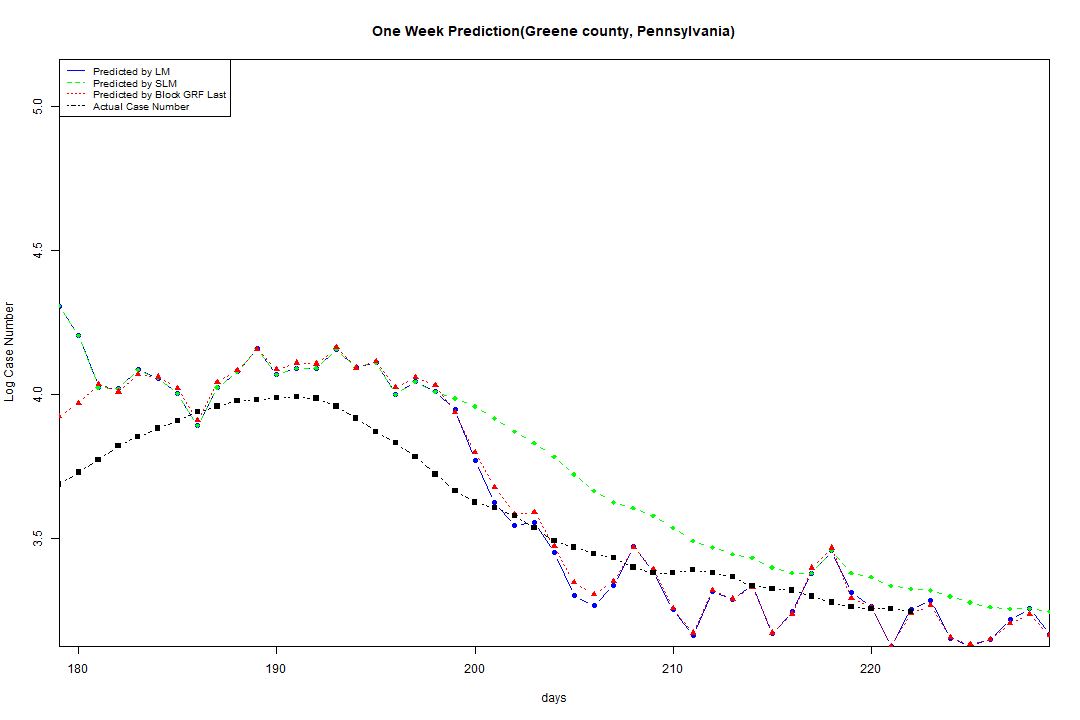 One Week Prediction(Greene county, Pennsylvania)
Predicted by LM
Predicted by SLM
Predicted by Block GRF Last
Actual Case Number
5.0
4.5
4.0
3.5
Log Case Number
180 190 200 210 220
days